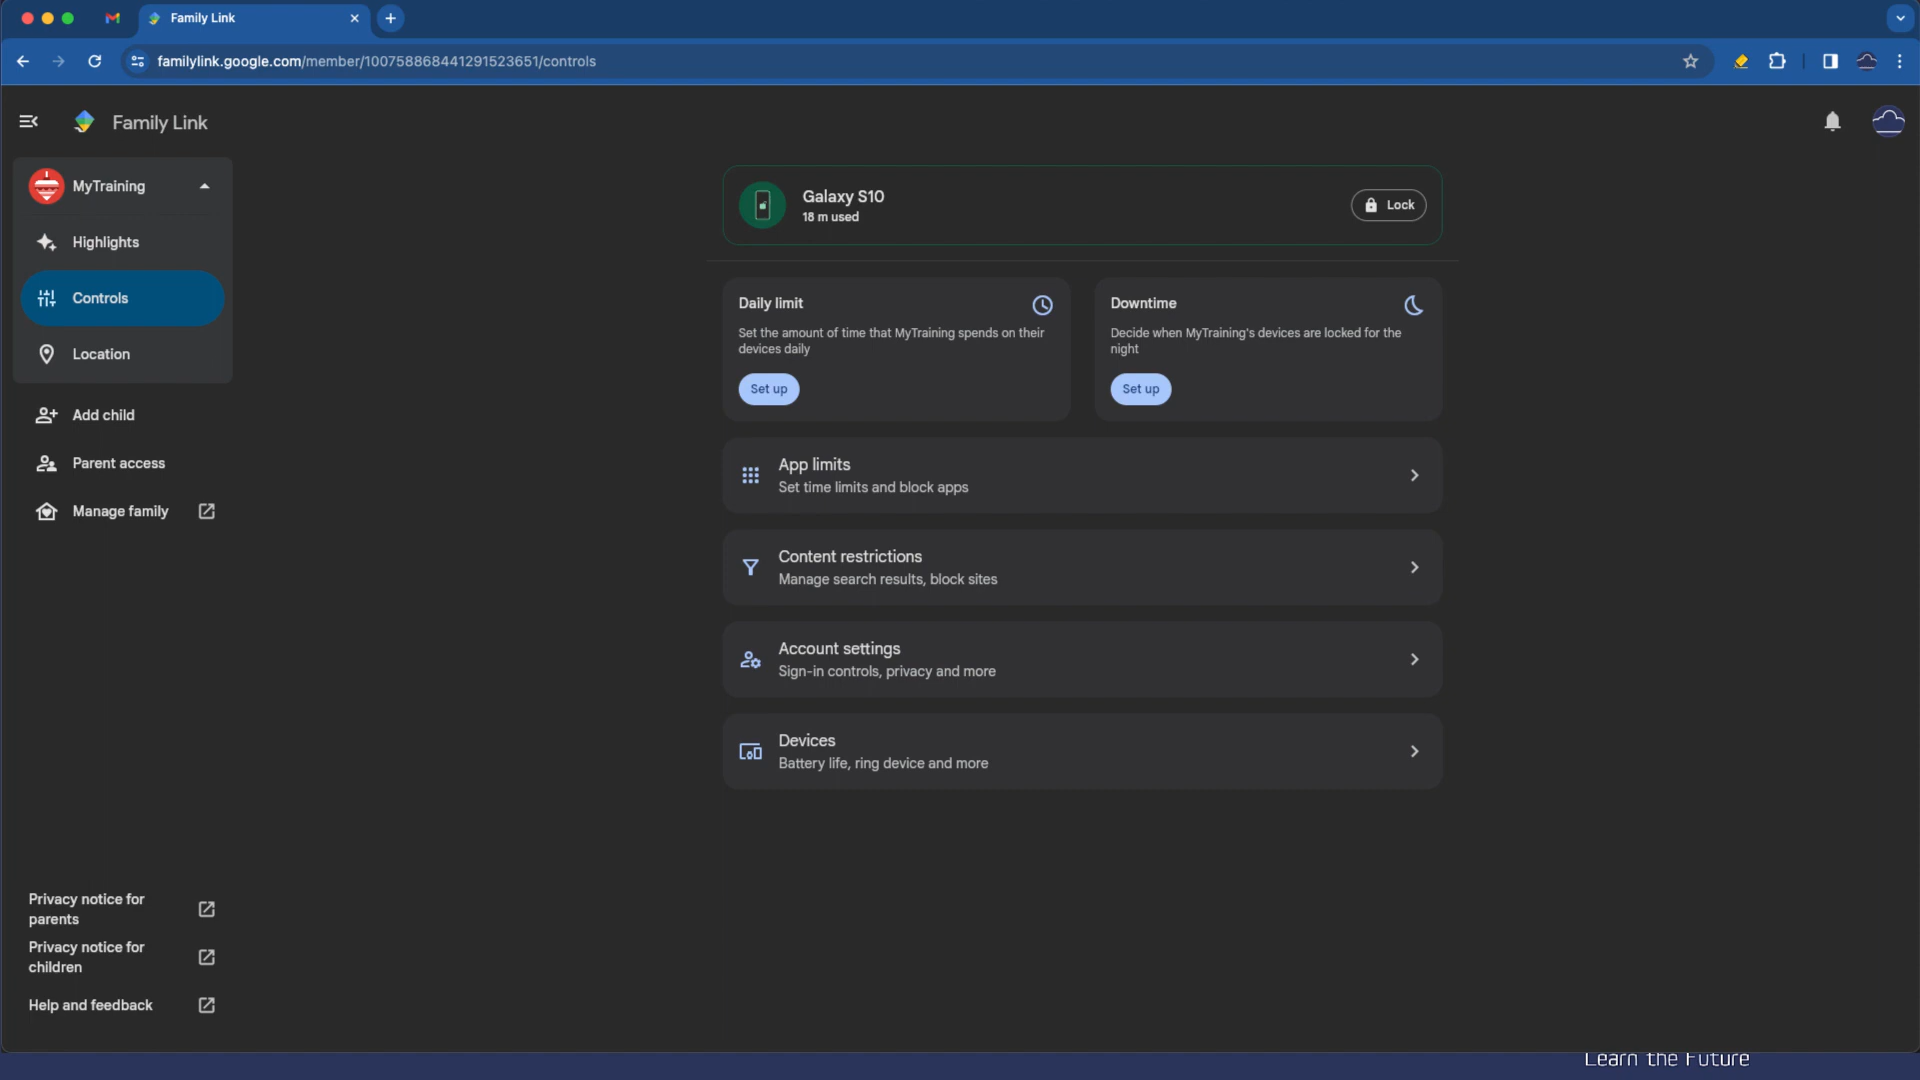 Family Link
familylink.google.com/member/100758868441291523651/controls
Family Link
MyTraining
Highlights
Controls
Location
Add child
Parent access
Manage family
Galaxy S10
18 m used
Lock
Daily limit
Set the amount of time that MyTraining spends on their
devices daily
Set up
Downtime
Decide when MyTraining's devices are locked for the
night
Set up
App limits
Set time limits and block apps
Content restrictions
Manage search results, block sites
Account settings
Sign-in controls, privacy and more
Devices
Battery life, ring device and more
Privacy notice for
parents
Privacy notice for
children
Help and feedback
Learn the Future